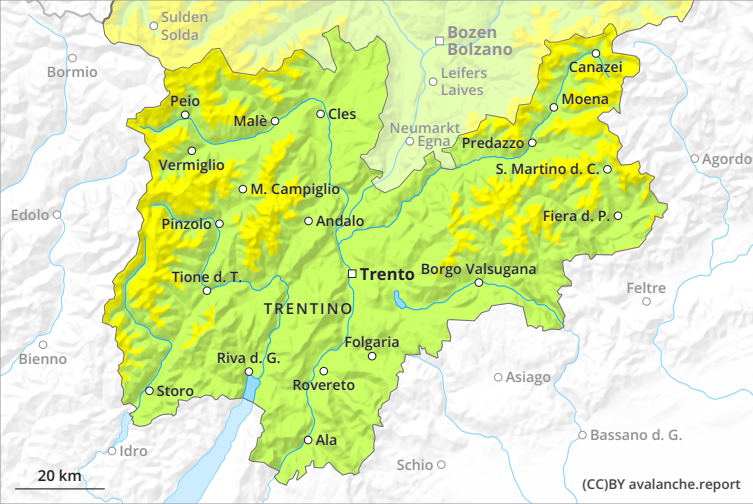 Sulden
Solda
Bozen
Bolzano
Canazei
Bormio
Leifers
Laives
Peio
Moena
Malè
Cles
Neumarkt
Egna
Predazzo
Agordo
Vermiglio
S. Martino d. C.
M. Campiglio
Edolo
Pinzolo
Andalo
Fiera d. P.
Trento
Borgo Valsugana
Tione d. T.
Feltre
TRENTINO
Folgaria
Bienno
Riva d. G.
Asiago
Rovereto
Storo
Ala
Bassano d. G.
Idro
Schio
20 km
(CC)BY avalanche.report